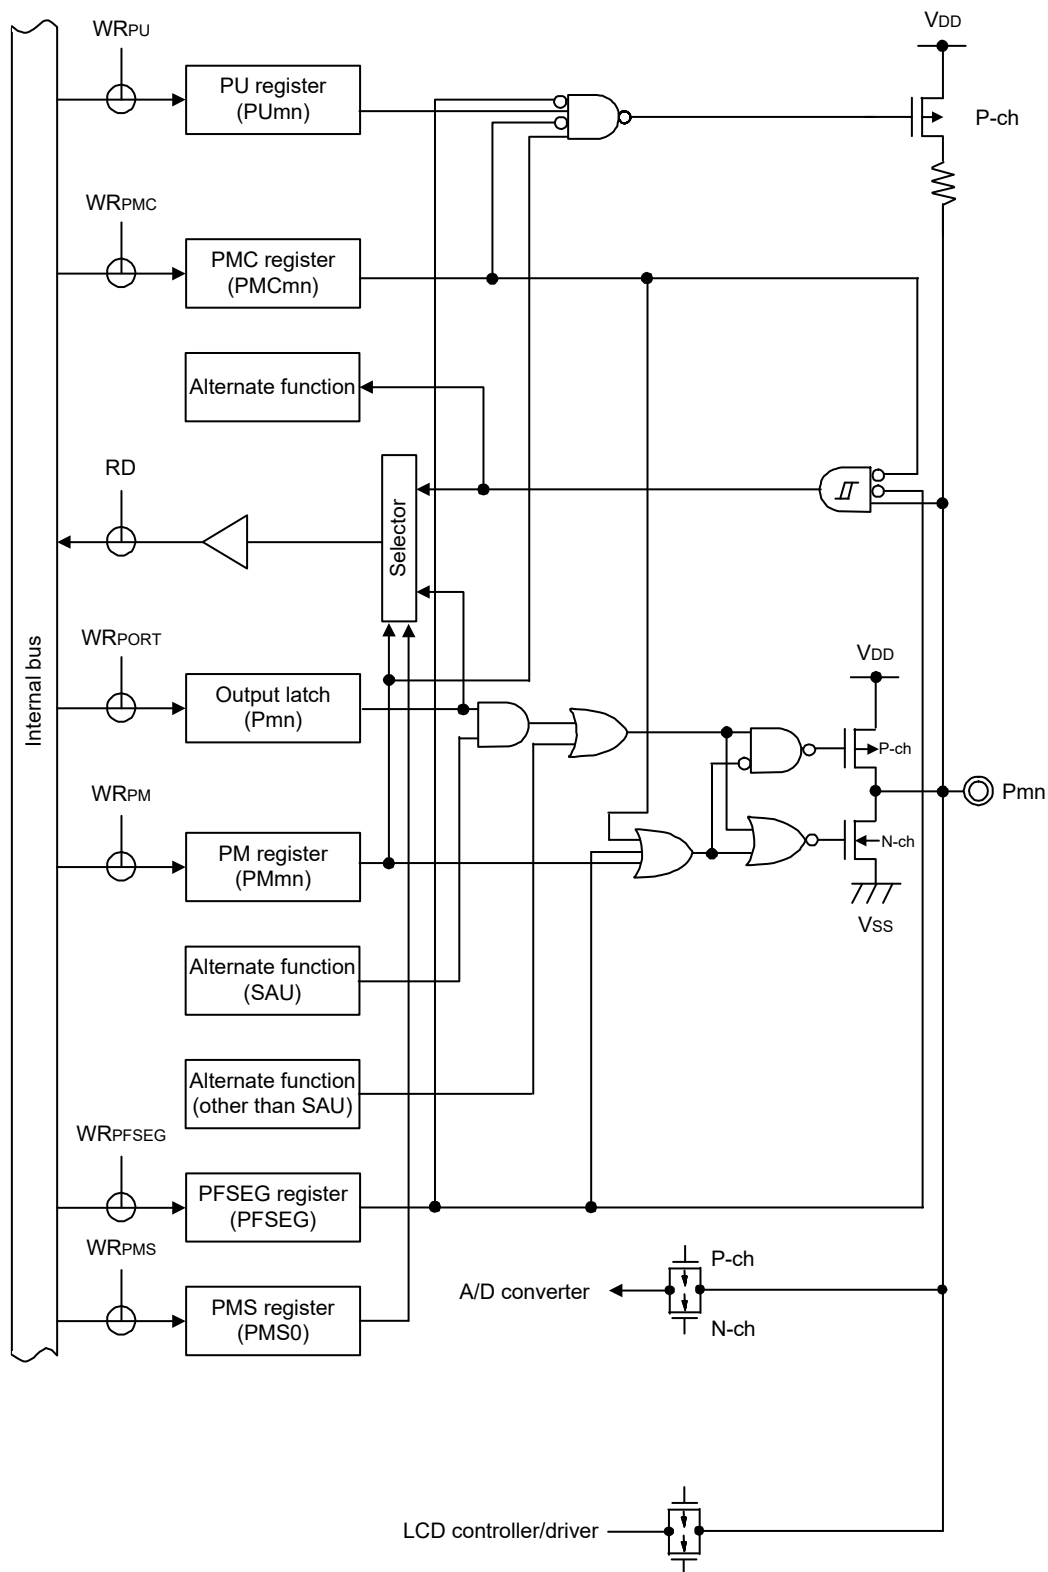 WRPU
VDD
PU register
(PUmn)
P-ch
WRPMC
PMC register
(PMCmn)
Alternate function
RD
Selector
Internal bus
WRPORT
VDD
Output latch
(Pmn)
P-ch
WRPM
Pmn
PM register
(PMmn)
N-ch
VSS
Alternate function
(SAU)
Alternate function
(other than SAU)
WRPFSEG
PFSEG register
(PFSEG)
WRPMS
P-ch
A/D converter
PMS register
(PMS0)
N-ch
LCD controller/driver